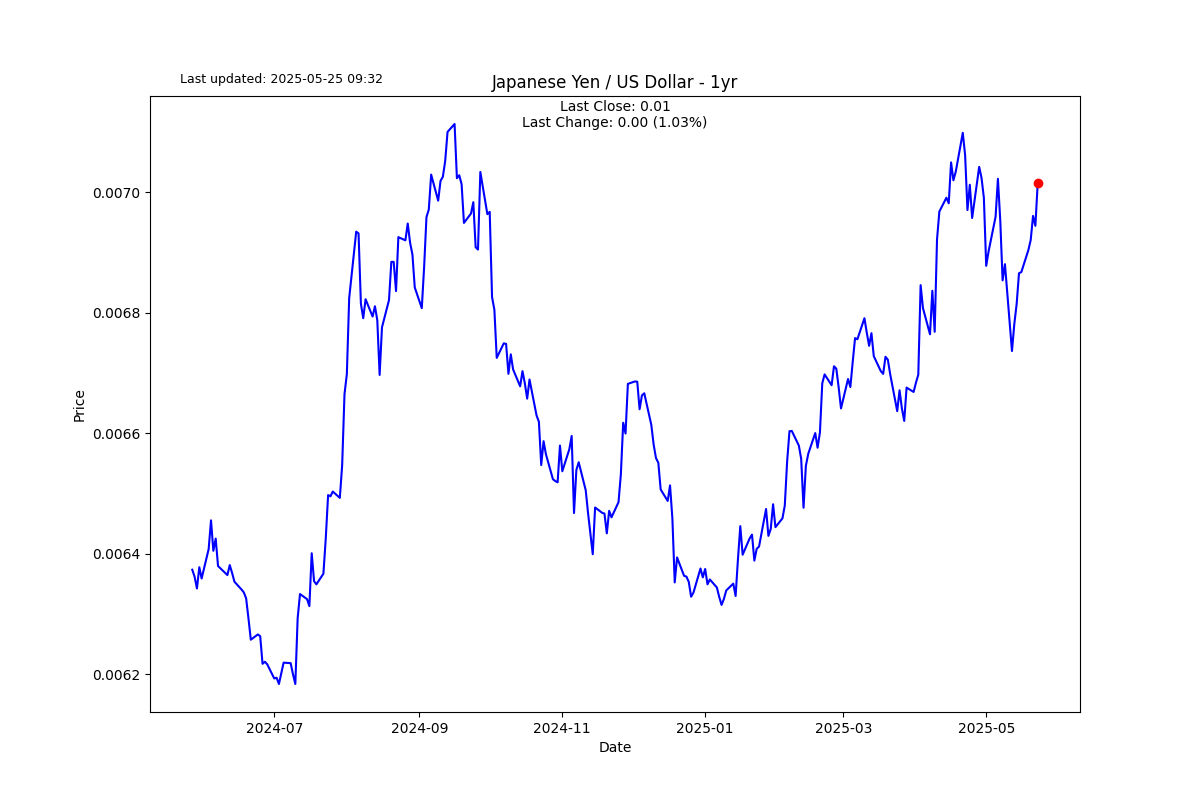 Last updated: 2025-05-25 09:32
Japanese Yen / US Dollar - 1yr
Last Close: 0.01
Last Change: 0.00 (1.03%)
0.0070
0.0068
0.0066
0.0064
0.0062
Price
2024-07
2024-09
2024-11
2025-01
2025-03
2025-05
Date